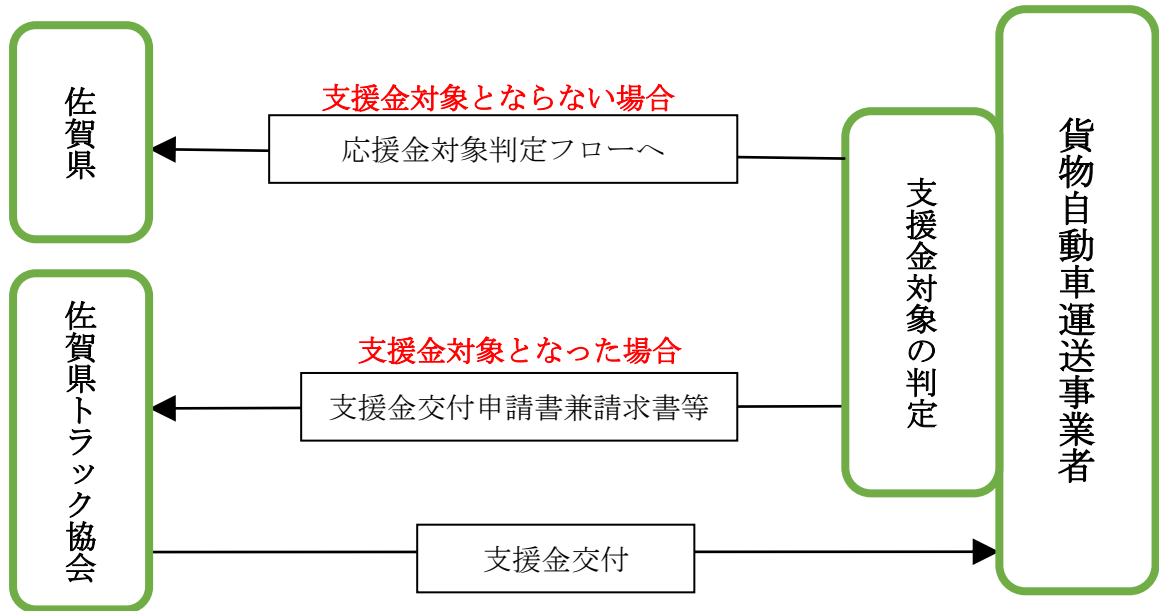 佐賀県
支援金対象とならない場合
応援金対象判定フローへ
支援金対象の判定
貨物自動車運送事業者
佐賀県トラック協会
支援金対象となった場合
支援金交付申請書兼請求書等
支援金交付